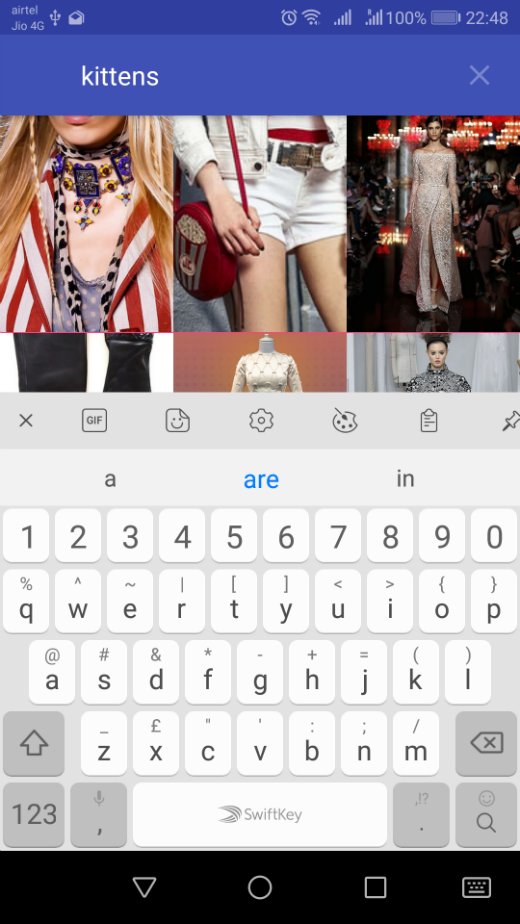 airtel
Jio 4G
100% 22:48
kittens
GIF
a are in
1 2 3 4 5 6 7 8 9 0
% ^ ~ | [ ] < > { }
q w e r t y u i o p
@ # & * - + = ( )
a s d f g h j k l
_ £ " ' : ; /
z x c v b n m
123 , SwiftKey ,!? .